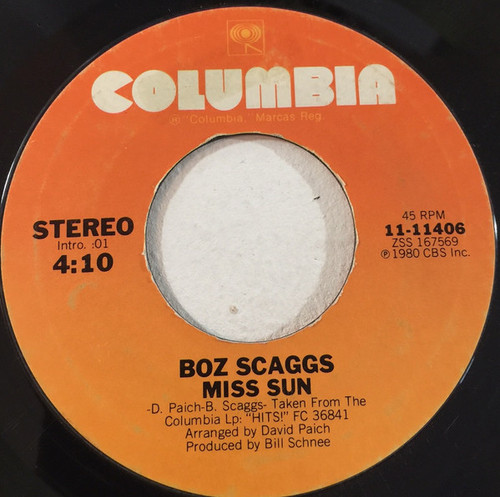 COLUMBIA
"Columbia," Marcas Reg.
STEREO
Intro. :01
4:10
45 RPM
11-11406
ZSS 167569
℗ 1980 CBS Inc.
BOZ SCAGGS
MISS SUN
-D. Paich-B. Scaggs- Taken From The
Columbia Lp: "HITS!" FC 36841
Arranged by David Paich
Produced by Bill Schnee